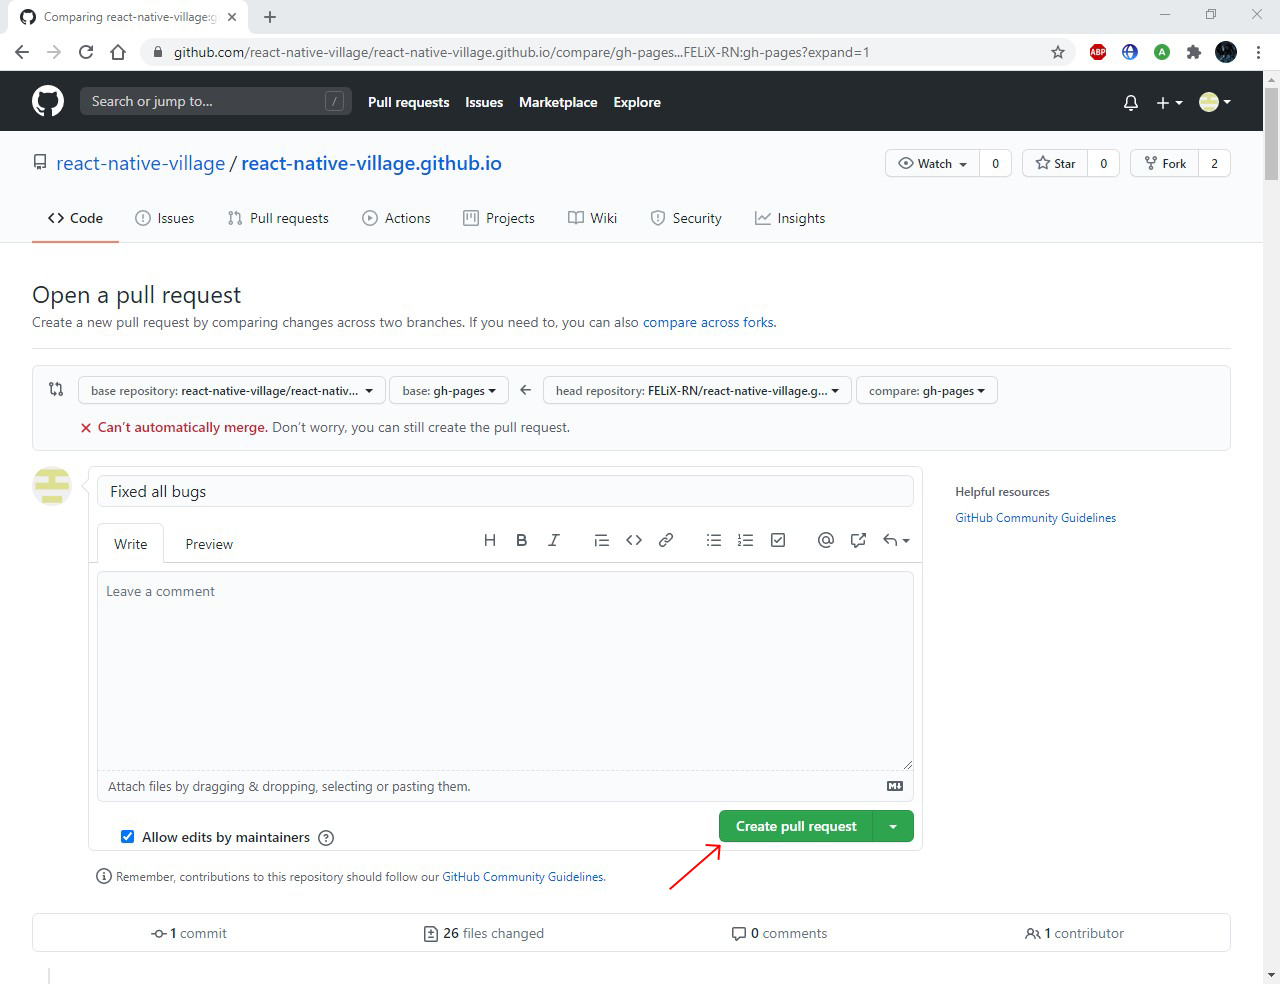 Comparing react-native-village:g
github.com/react-native-village/react-native-village.github.io/compare/gh-pages...FELiX-RN:gh-pages?expand=1
ABP
A
Search or jump to... /
Pull requests Issues Marketplace Explore
react-native-village / react-native-village.github.io
Watch 0 Star 0 Fork 2
Code Issues Pull requests Actions Projects Wiki Security Insights
Open a pull request
Create a new pull request by comparing changes across two branches. If you need to, you can also compare across forks.
base repository: react-native-village/react-nativ... base: gh-pages head repository: FELiX-RN/react-native-village.g... compare: gh-pages
Can’t automatically merge. Don’t worry, you can still create the pull request.
Fixed all bugs
Helpful resources
GitHub Community Guidelines
Write Preview
H B I
Leave a comment
Attach files by dragging & dropping, selecting or pasting them.
Create pull request
Allow edits by maintainers
Remember, contributions to this repository should follow our GitHub Community Guidelines.
1 commit 26 files changed 0 comments 1 contributor